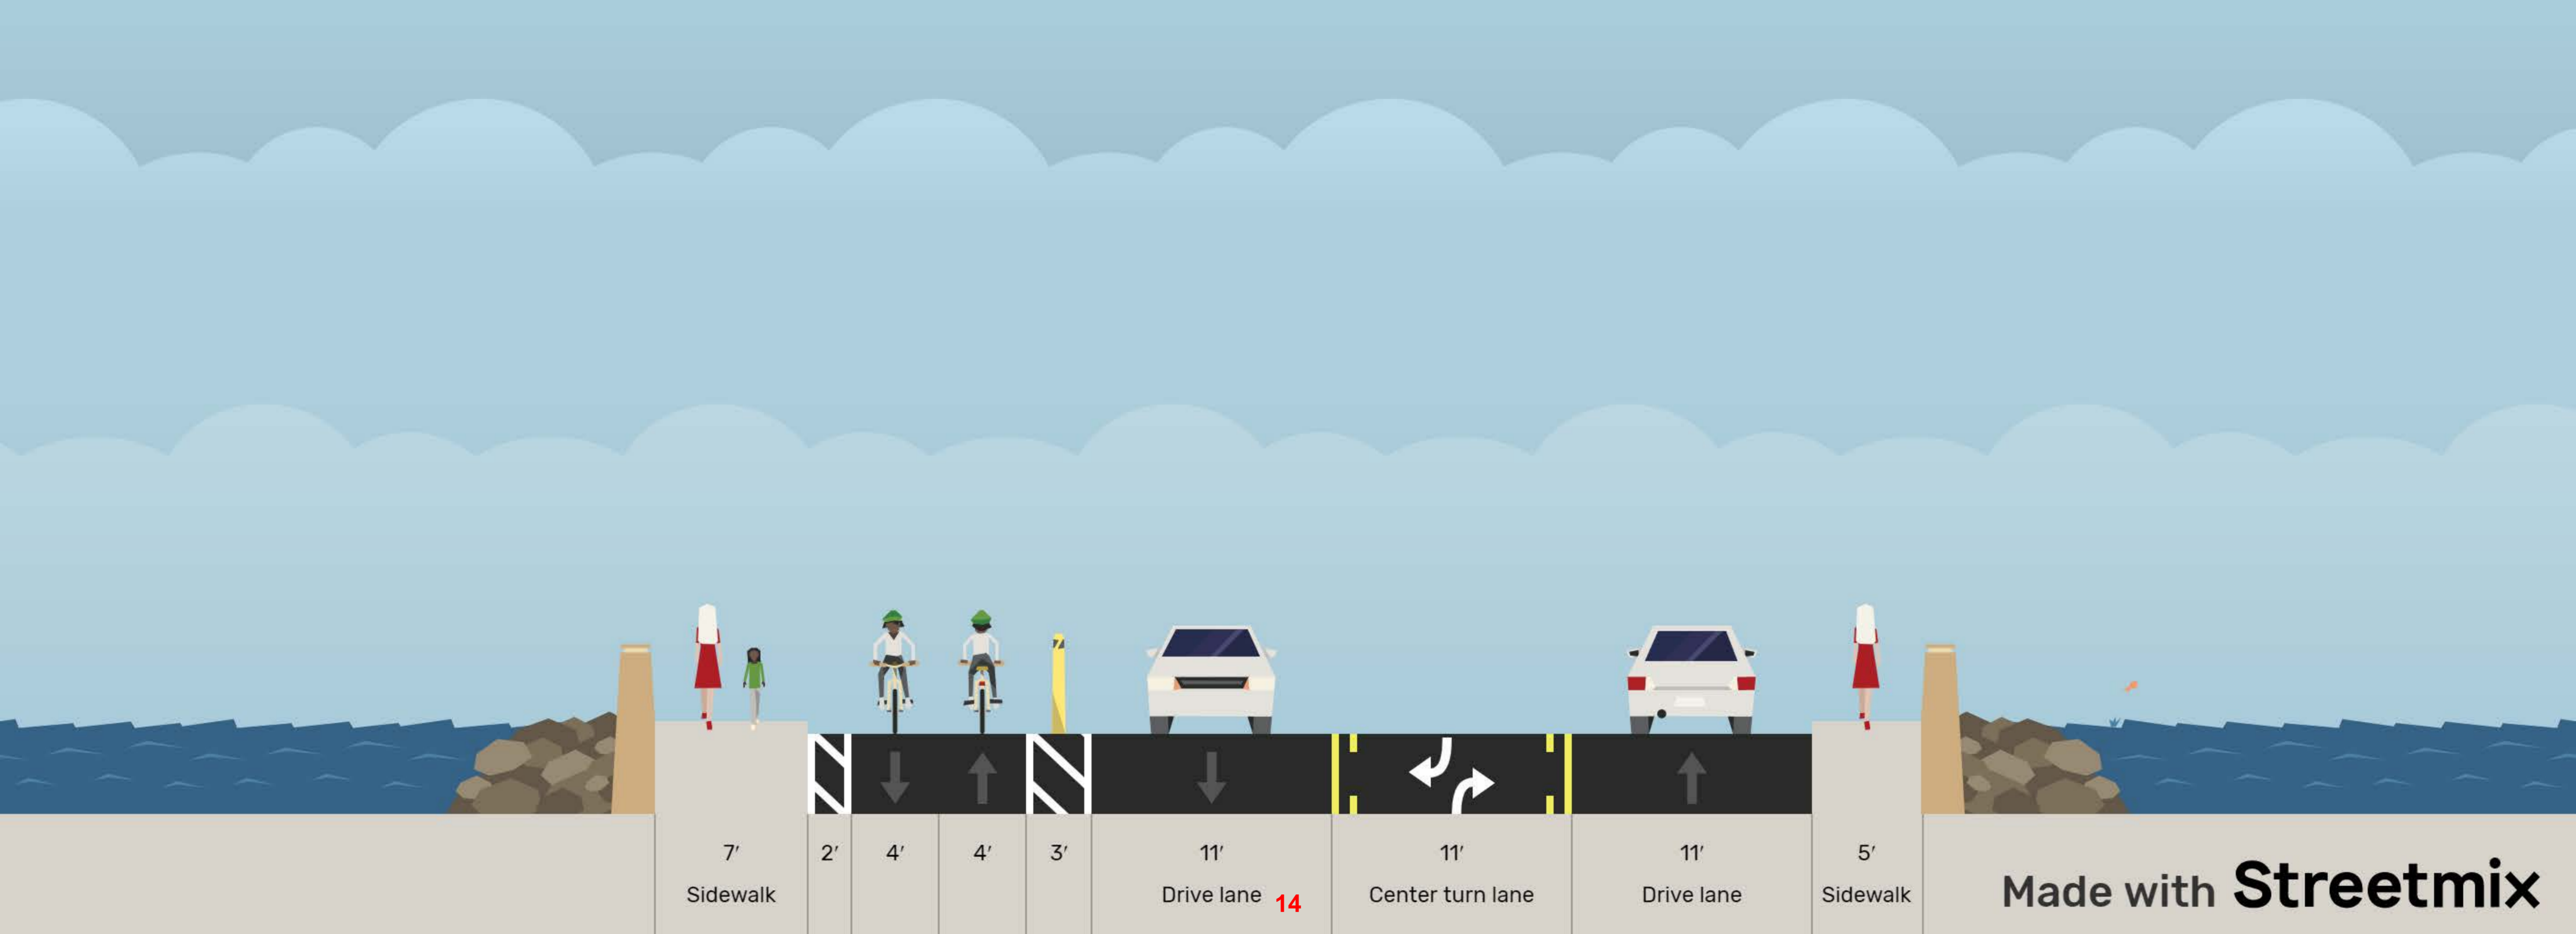 7′ 2′ 4′ 4′ 3′ 11′ 11′ 11′ 5′
Sidewalk Drive lane 14 Center turn lane Drive lane Sidewalk
Made with Streetmix